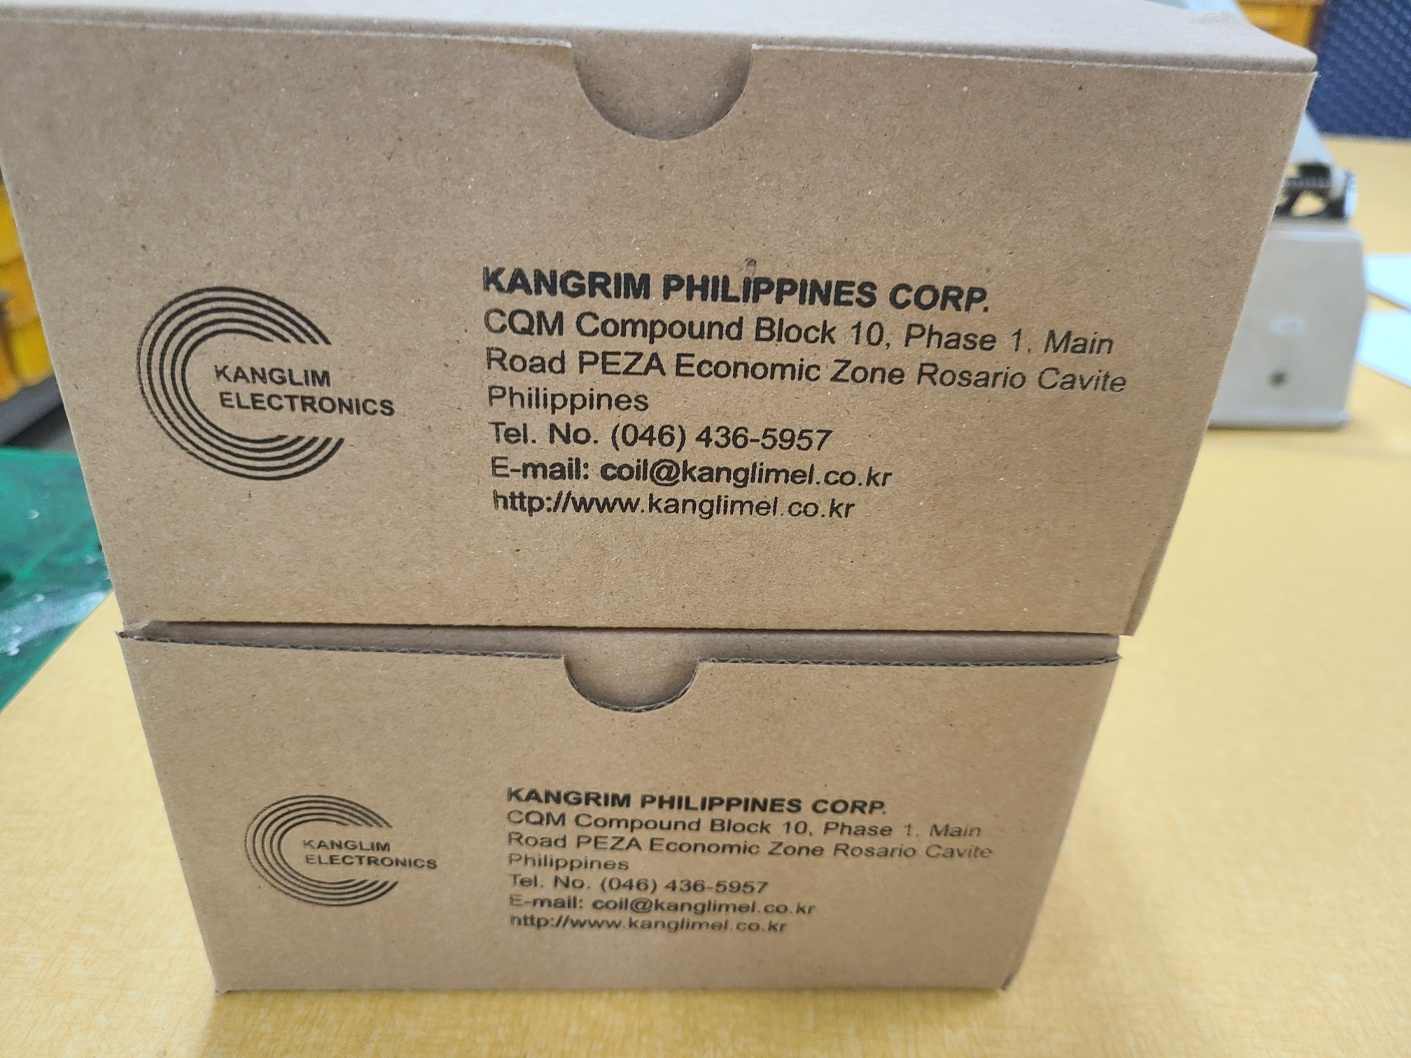 KANGLIM
ELECTRONICS
KANGRIM PHILIPPINES CORP.
CQM Compound Block 10, Phase 1. Main
Road PEZA Economic Zone Rosario Cavite
Philippines
Tel. No. (046) 436-5957
E-mail: coil@kanglimel.co.kr
http://www.kanglimel.co.kr
KANGLIM
ELECTRONICS
KANGRIM PHILIPPINES CORP.
CQM Compound Block 10, Phase 1. Main
Road PEZA Economic Zone Rosario Cavite
Philippines
Tel. No. (046) 436-5957
E-mail: coil@kanglimel.co.kr
http://www.kanglimel.co.kr